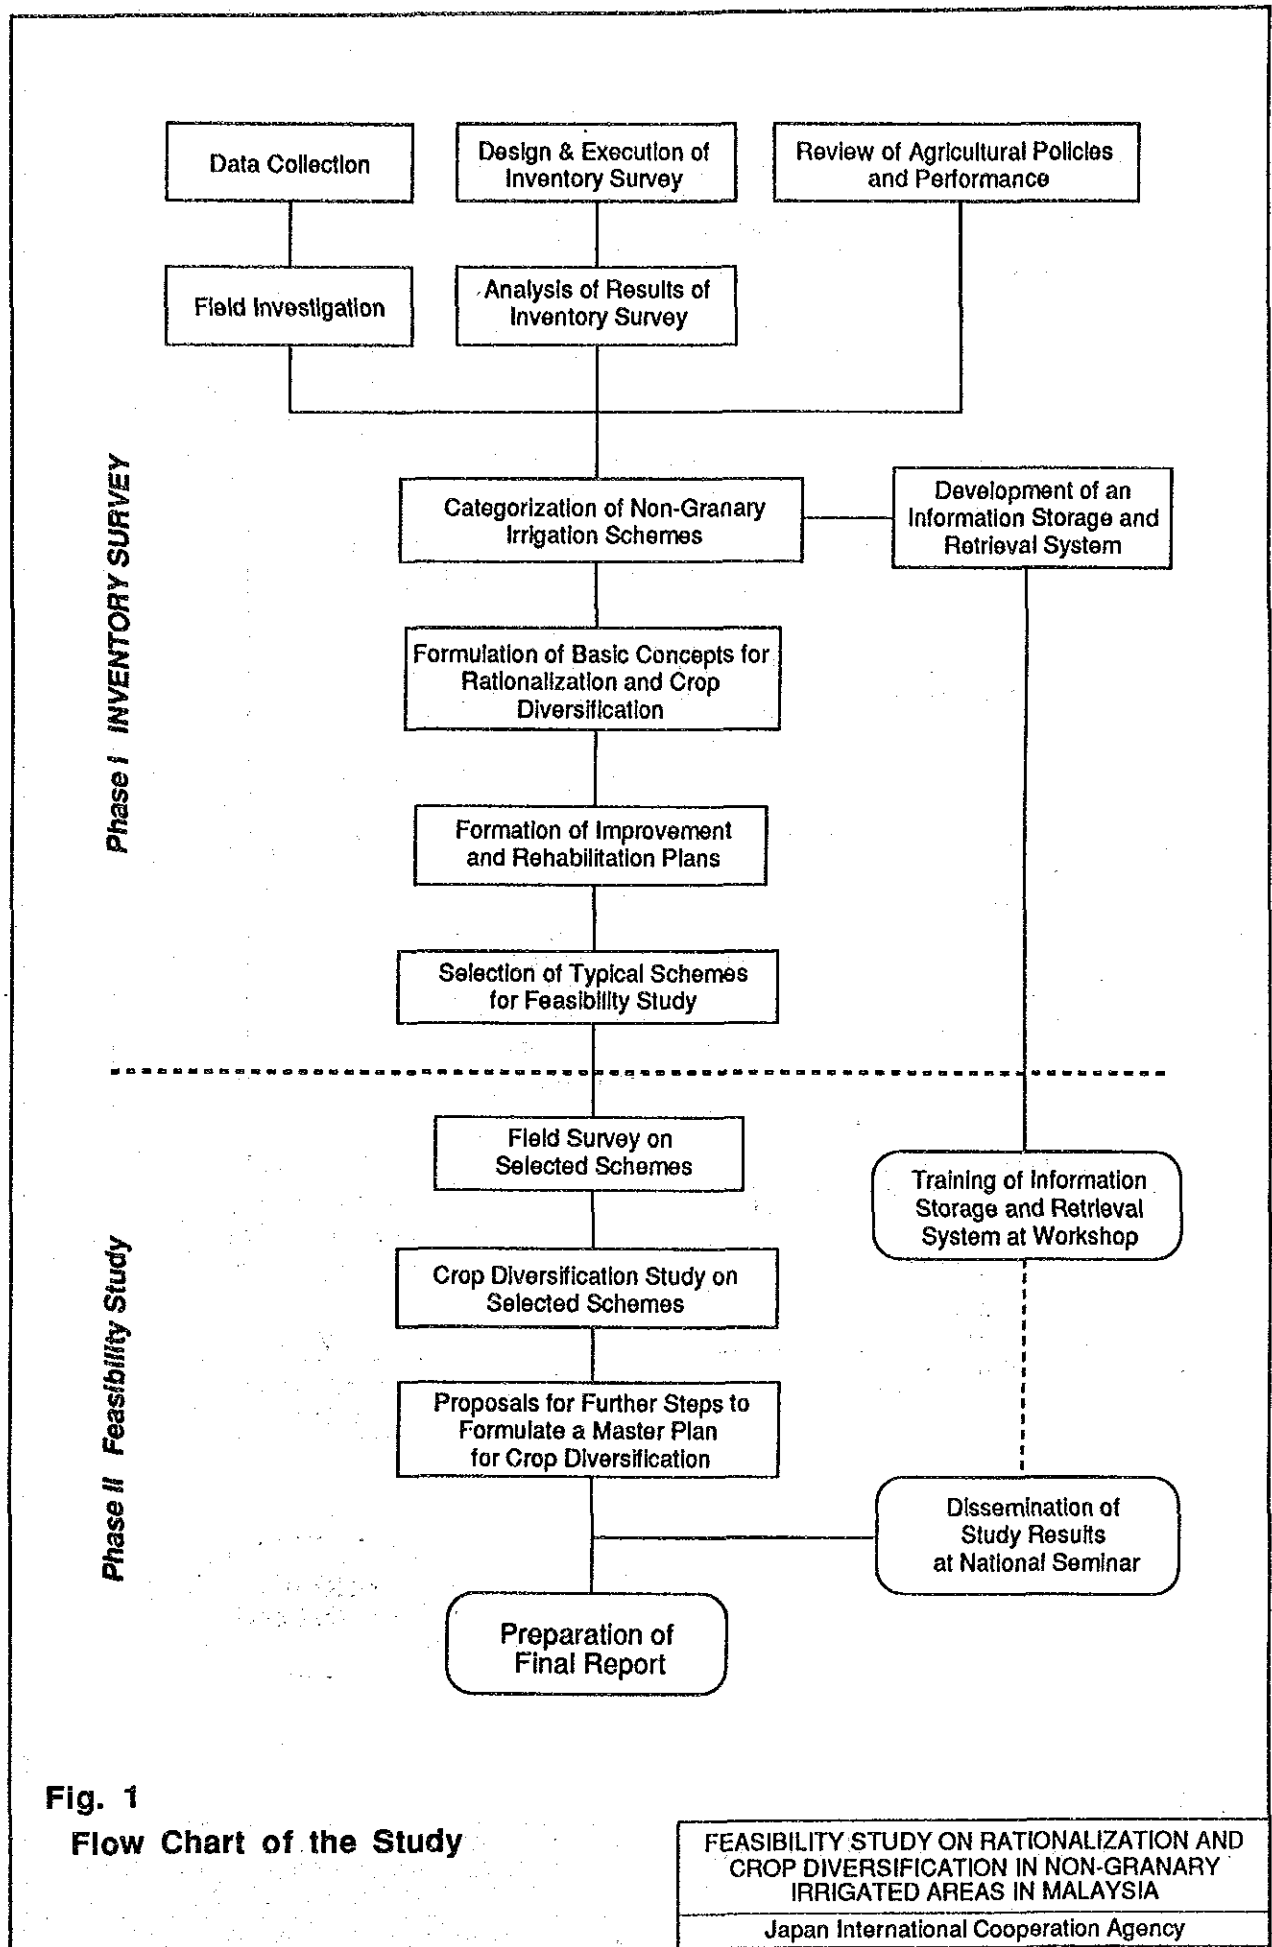 Data Collection
Design & Execution of
Inventory Survey
Review of Agricultural Policies
and Performance
Field Investigation
Analysis of Results of
Inventory Survey
Phase I INVENTORY SURVEY
Categorization of Non-Granary
Irrigation Schemes
Development of an
Information Storage and
Retrieval System
Formulation of Basic Concepts for
Rationalization and Crop
Diversification
Formation of Improvement
and Rehabilitation Plans
Selection of Typical Schemes
for Feasibility Study
Phase II Feasibility Study
Field Survey on
Selected Schemes
Training of Information
Storage and Retrieval
System at Workshop
Crop Diversification Study on
Selected Schemes
Proposals for Further Steps to
Formulate a Master Plan
for Crop Diversification
Dissemination of
Study Results
at National Seminar
Preparation of
Final Report
Fig. 1
Flow Chart of the Study
FEASIBILITY STUDY ON RATIONALIZATION AND
CROP DIVERSIFICATION IN NON-GRANARY
IRRIGATED AREAS IN MALAYSIA
Japan International Cooperation Agency